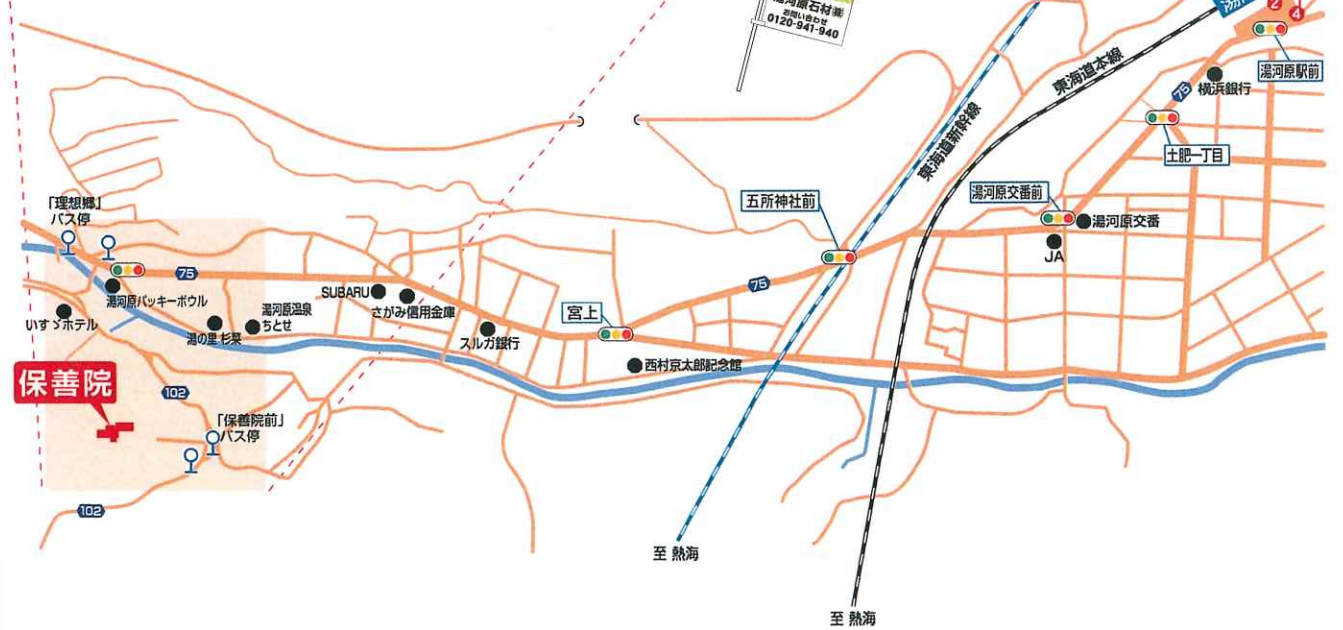 お問い合わせ
0120-941-940
2
4
湯河原駅前
東海道本線
75
横浜銀行
東海道新幹線
土肥一丁目
「理想郷」
バス停
五所神社前
湯河原交番前
湯河原交番
JA
75
75
湯河原バッキーボウル
SUBARU
さがみ信用金庫
いすゞホテル
湯の里 杉菜
湯河原温泉
ちとせ
スルガ銀行
宮上
西村京太郎記念館
保善院
102
「保善院前」
バス停
102
至 熱海
至 熱海